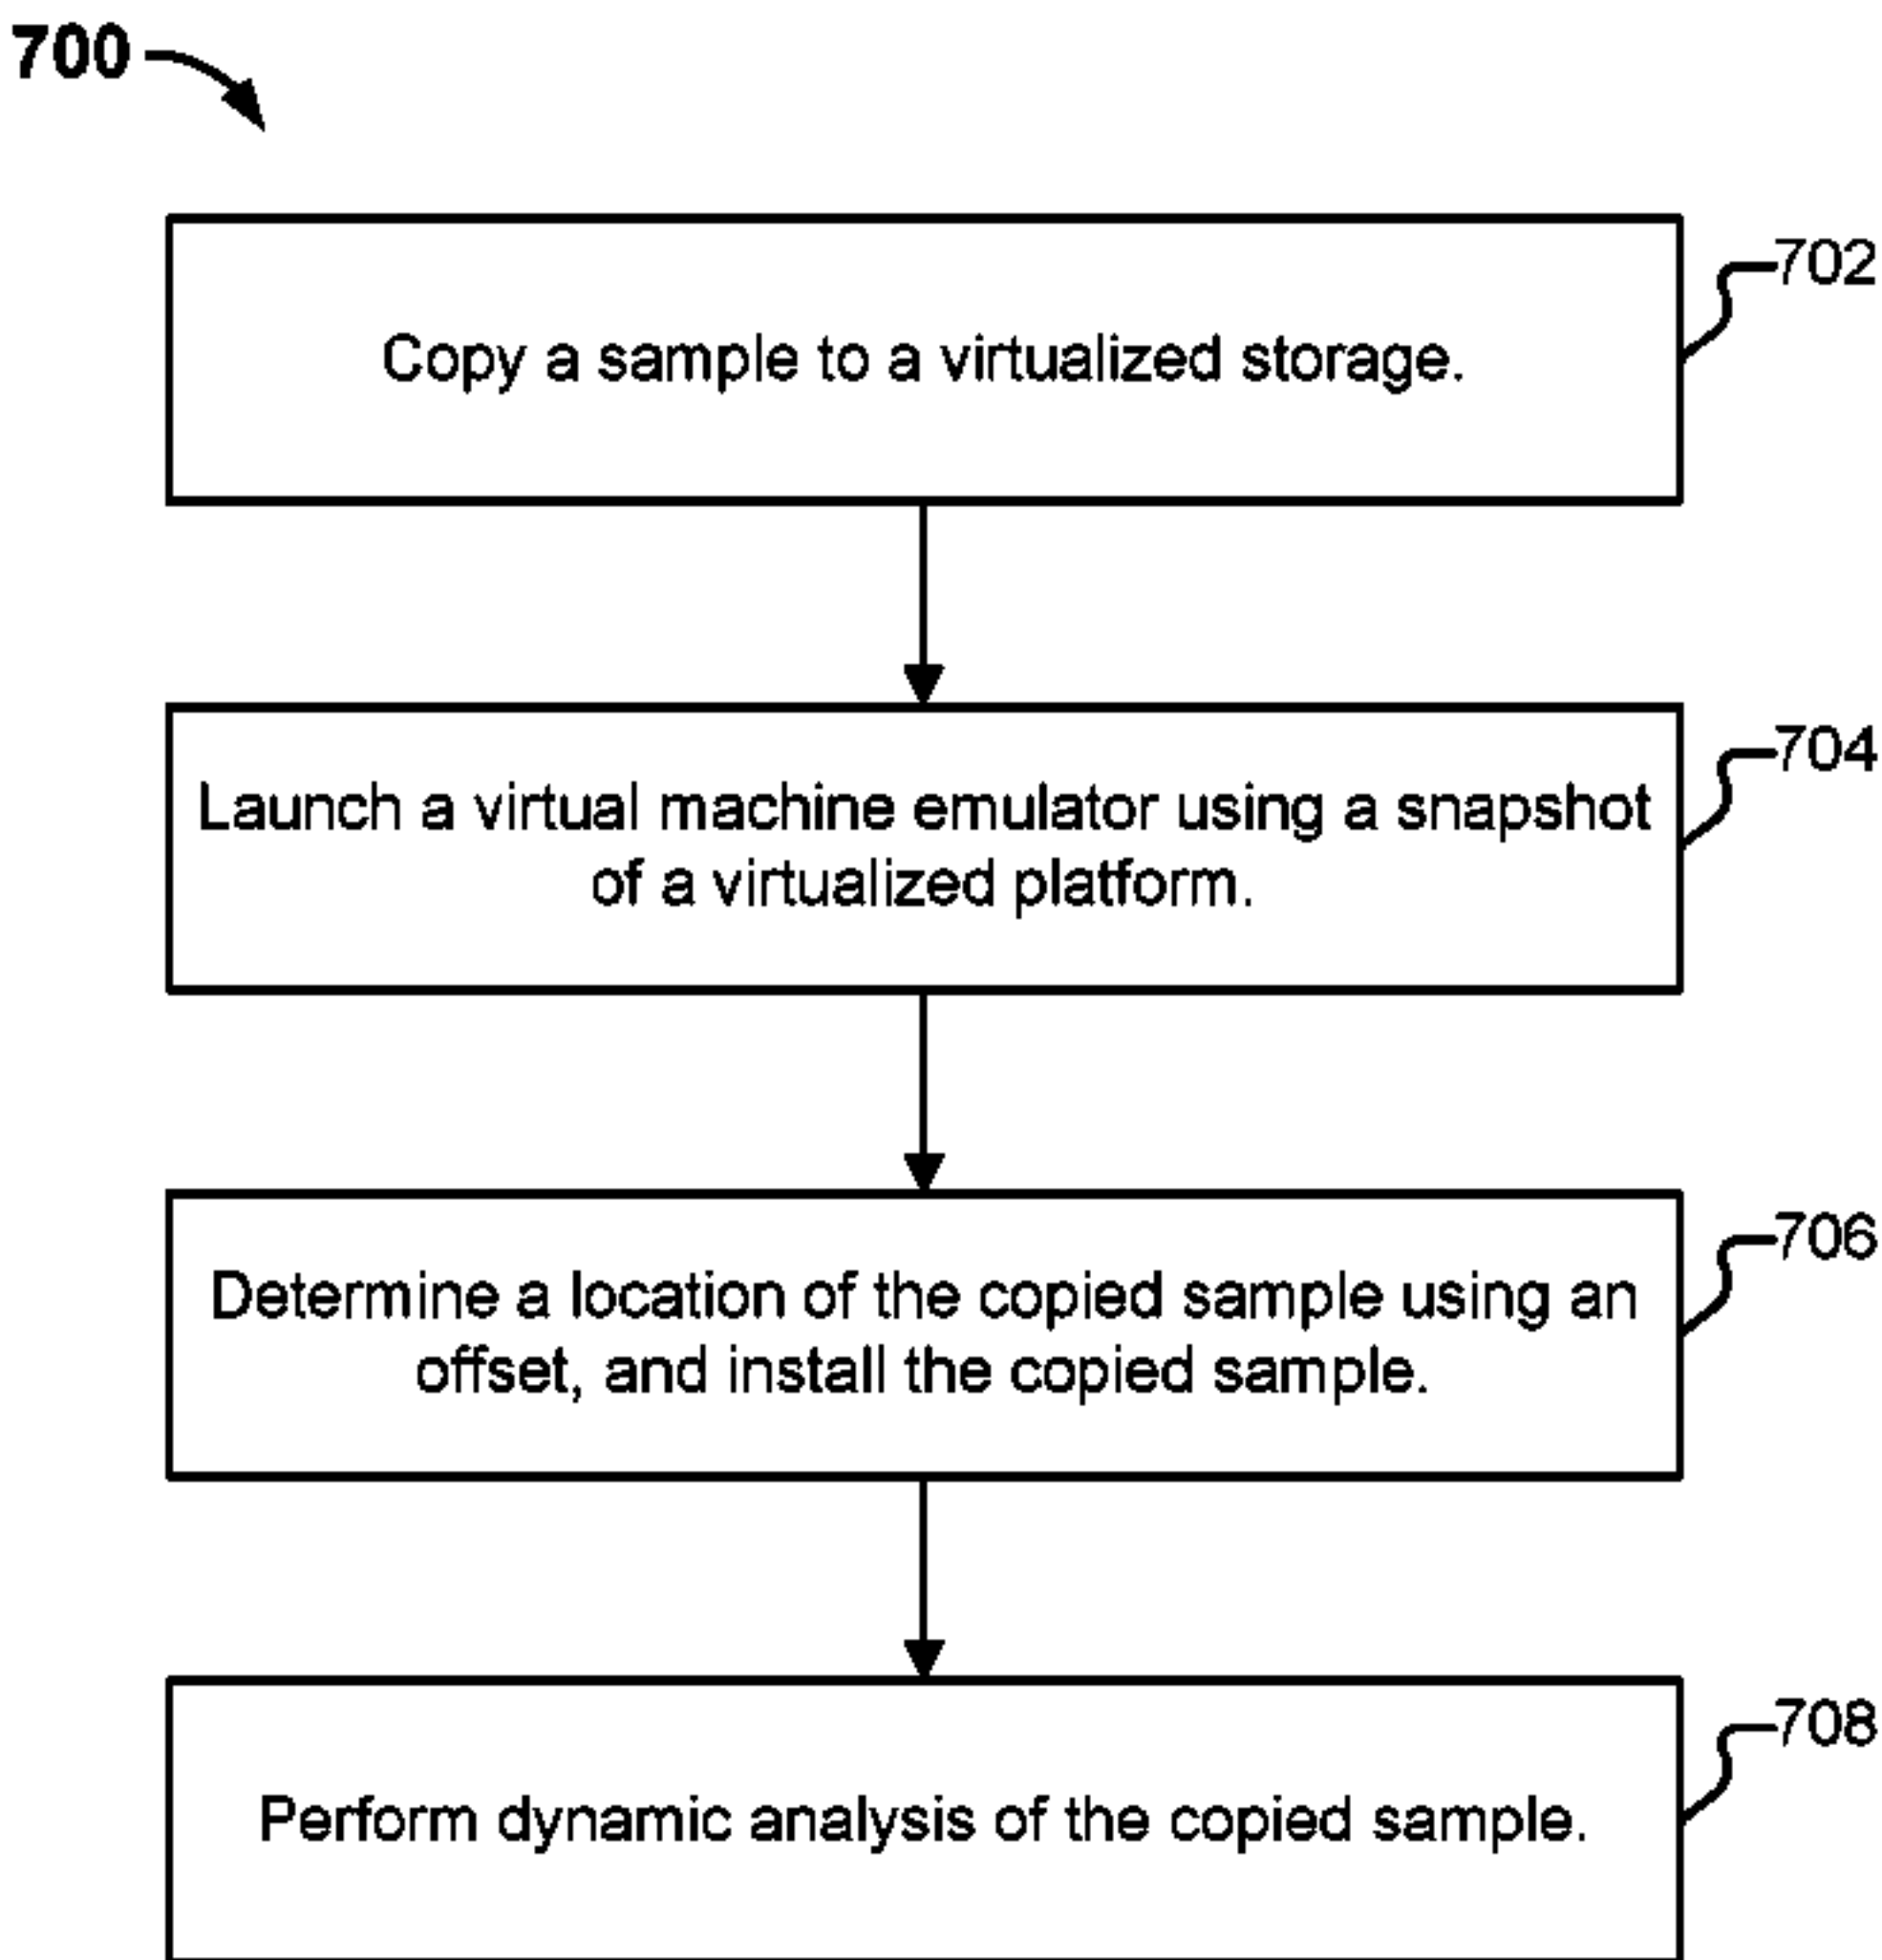 700
702
Copy a sample to a virtualized storage.
704
Launch a virtual machine emulator using a snapshot
of a virtualized platform.
706
Determine a location of the copied sample using an
offset, and install the copied sample.
708
Perform dynamic analysis of the copied sample.